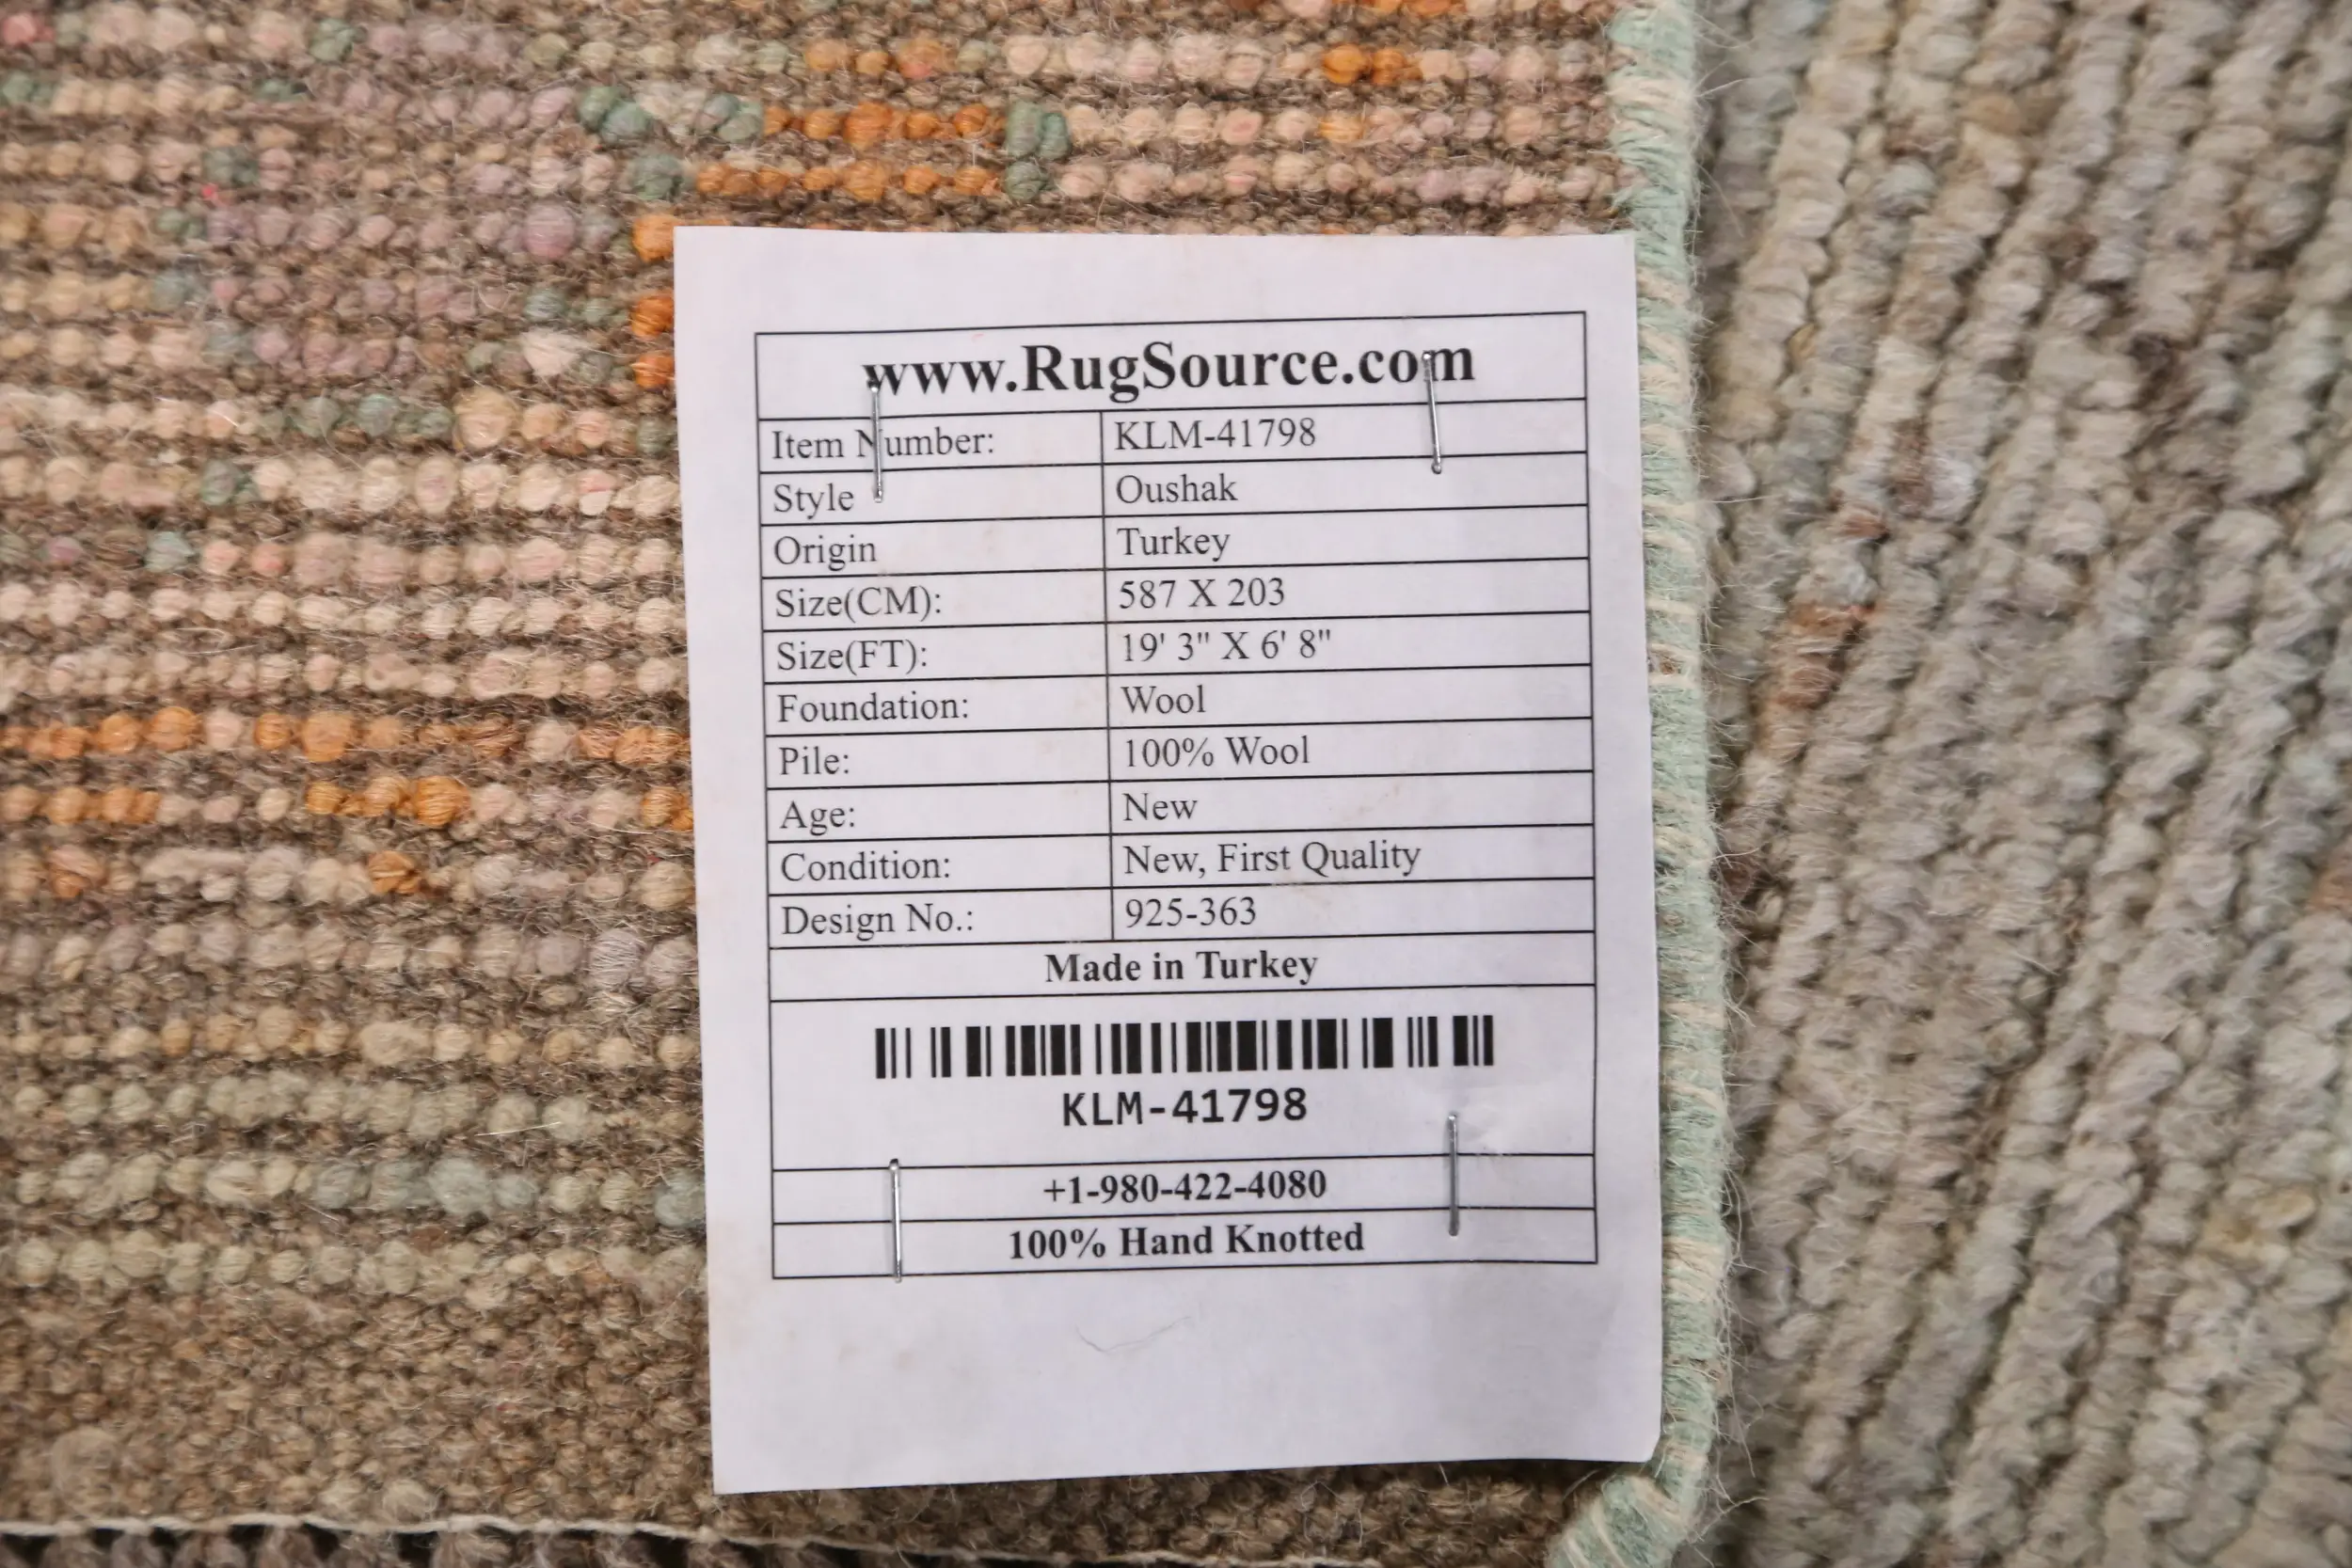 www.RugSource.com
Item Number: KLM-41798
Style Oushak
Origin Turkey
Size(CM): 587 X 203
Size(FT): 19' 3" X 6' 8"
Foundation: Wool
Pile: 100% Wool
Age: New
Condition: New, First Quality
Design No.: 925-363
Made in Turkey
KLM-41798
+1-980-422-4080
100% Hand Knotted